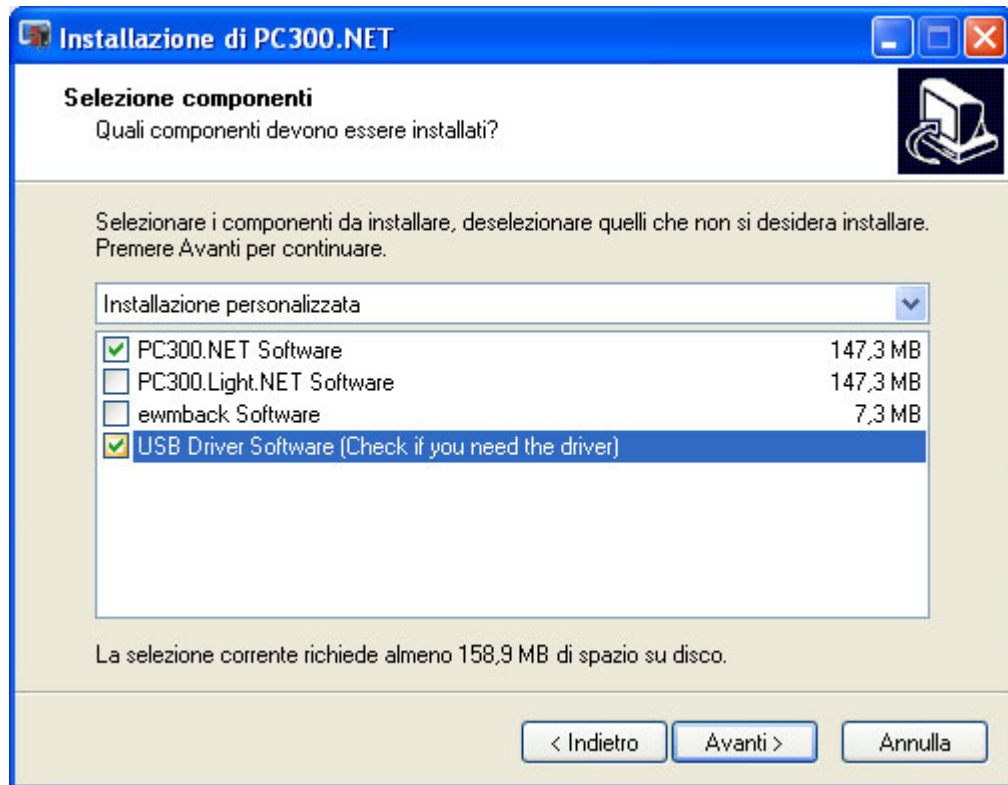 Installazione di PC300.NET
Selezione componenti
Quali componenti devono essere installati?
Selezionare i componenti da installare, deselezionare quelli che non si desidera installare.
Premere Avanti per continuare.
Installazione personalizzata
PC300.NET Software 147,3 MB
PC300.Light.NET Software 147,3 MB
ewmback Software 7,3 MB
USB Driver Software (Check if you need the driver)
La selezione corrente richiede almeno 158,9 MB di spazio su disco.
< Indietro Avanti > Annulla